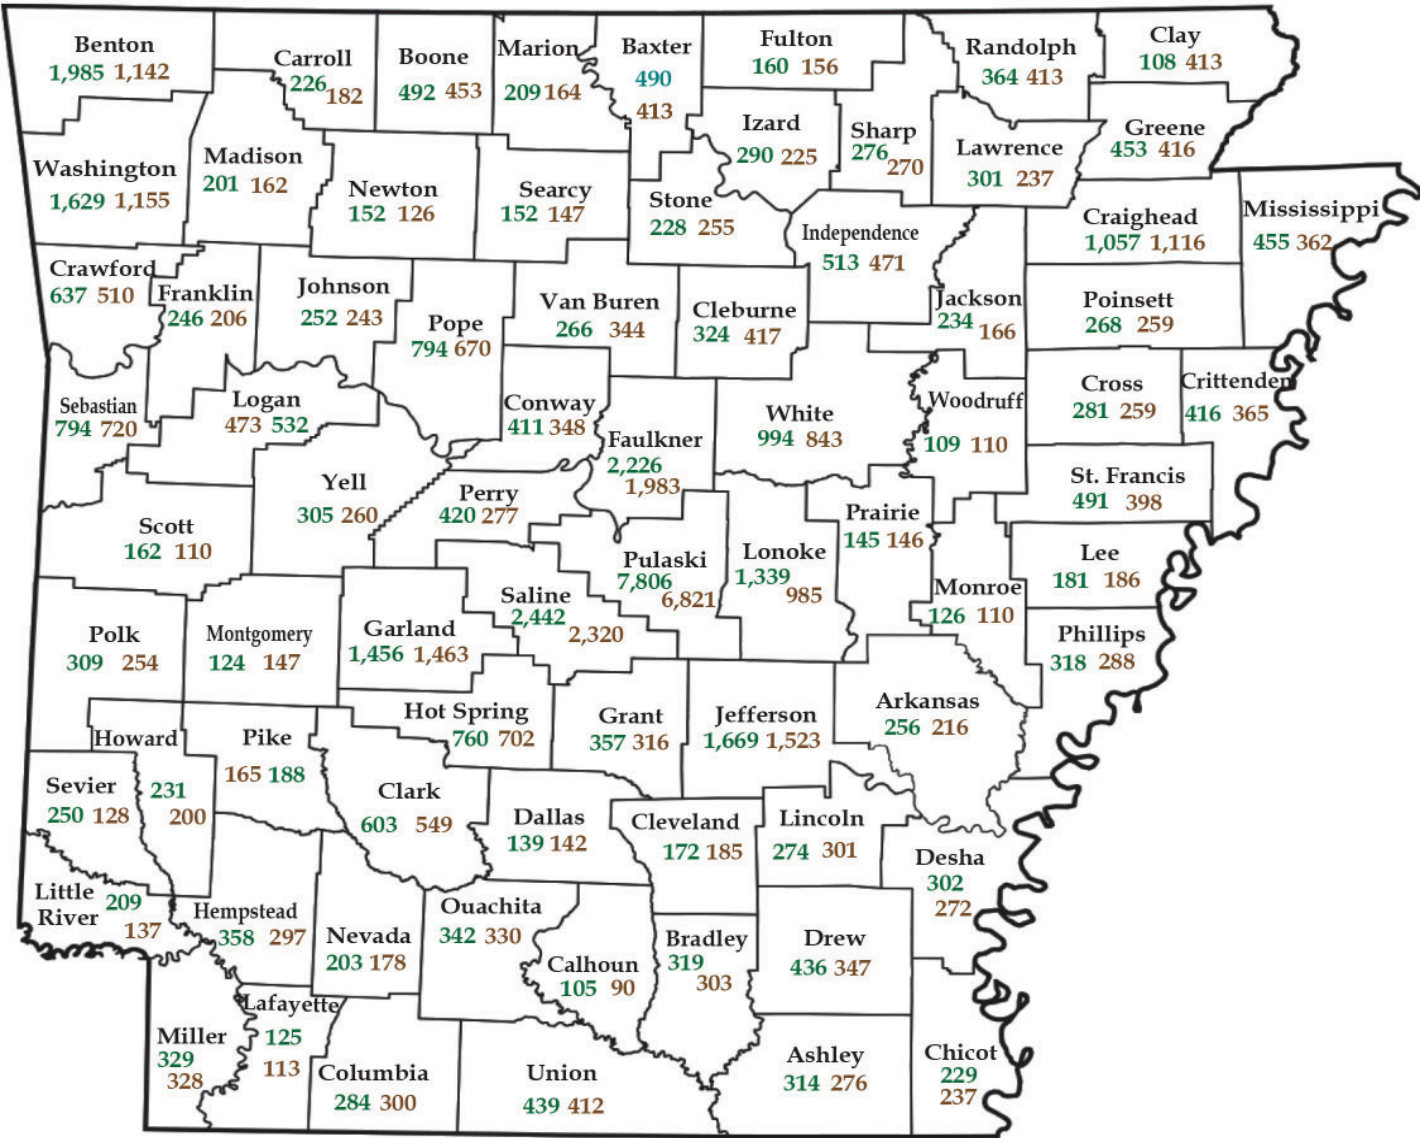 Benton
1,985 1,142
Carroll
226
182
Boone
492 453
Marion
209 164
Baxter
490
413
Fulton
160 156
Randolph
364 413
Clay
108 413
Washington
1,629 1,155
Madison
201 162
Newton
152 126
Searcy
152 147
Stone
228 255
Izard
290 225
Sharp
276
270
Lawrence
301 237
Greene
453 416
Independence
513 471
Craighead
1,057 1,116
Mississippi
455 362
Crawford
637 510
Franklin
246 206
Johnson
252 243
Pope
794 670
Van Buren
266 344
Cleburne
324 417
Jackson
234
166
Poinsett
268 259
Sebastian
794 720
Logan
473 532
Conway
411 348
Faulkner
2,226
1,983
White
994 843
Woodruff
109 110
Cross
281 259
Crittenden
416 365
Scott
162 110
Yell
305 260
Perry
420 277
Pulaski
7,806
6,821
Lonoke
1,339
985
Prairie
145 146
St. Francis
491 398
Lee
181 186
Monroe
126 110
Phillips
318 288
Polk
309 254
Montgomery
124 147
Garland
1,456 1,463
Saline
2,442
2,320
Hot Spring
760 702
Grant
357 316
Jefferson
1,669 1,523
Arkansas
256 216
Howard
231
200
Pike
165 188
Sevier
250 128
Clark
603 549
Dallas
139 142
Cleveland
172 185
Lincoln
274 301
Desha
302
272
Little
River
209
137
Hempstead
358 297
Nevada
203 178
Ouachita
342 330
Calhoun
105 90
Bradley
319
303
Drew
436 347
Miller
329
328
Lafayette
125
113
Columbia
284 300
Union
439 412
Ashley
314 276
Chicot
229
237